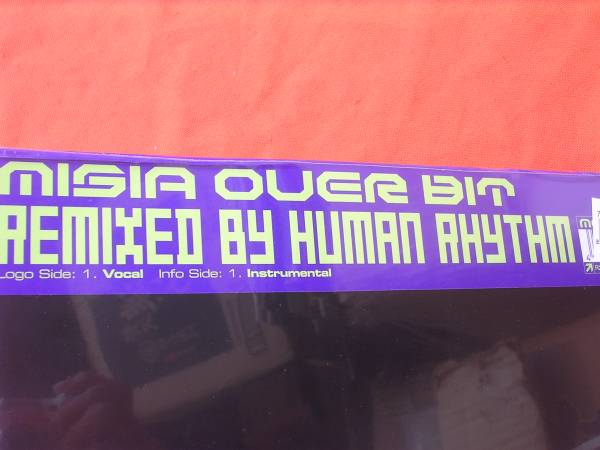 MISIA OVER BIT
REMIXED BY HUMAN RHYTHM
Logo Side: 1. Vocal Info Side: 1. Instrumental